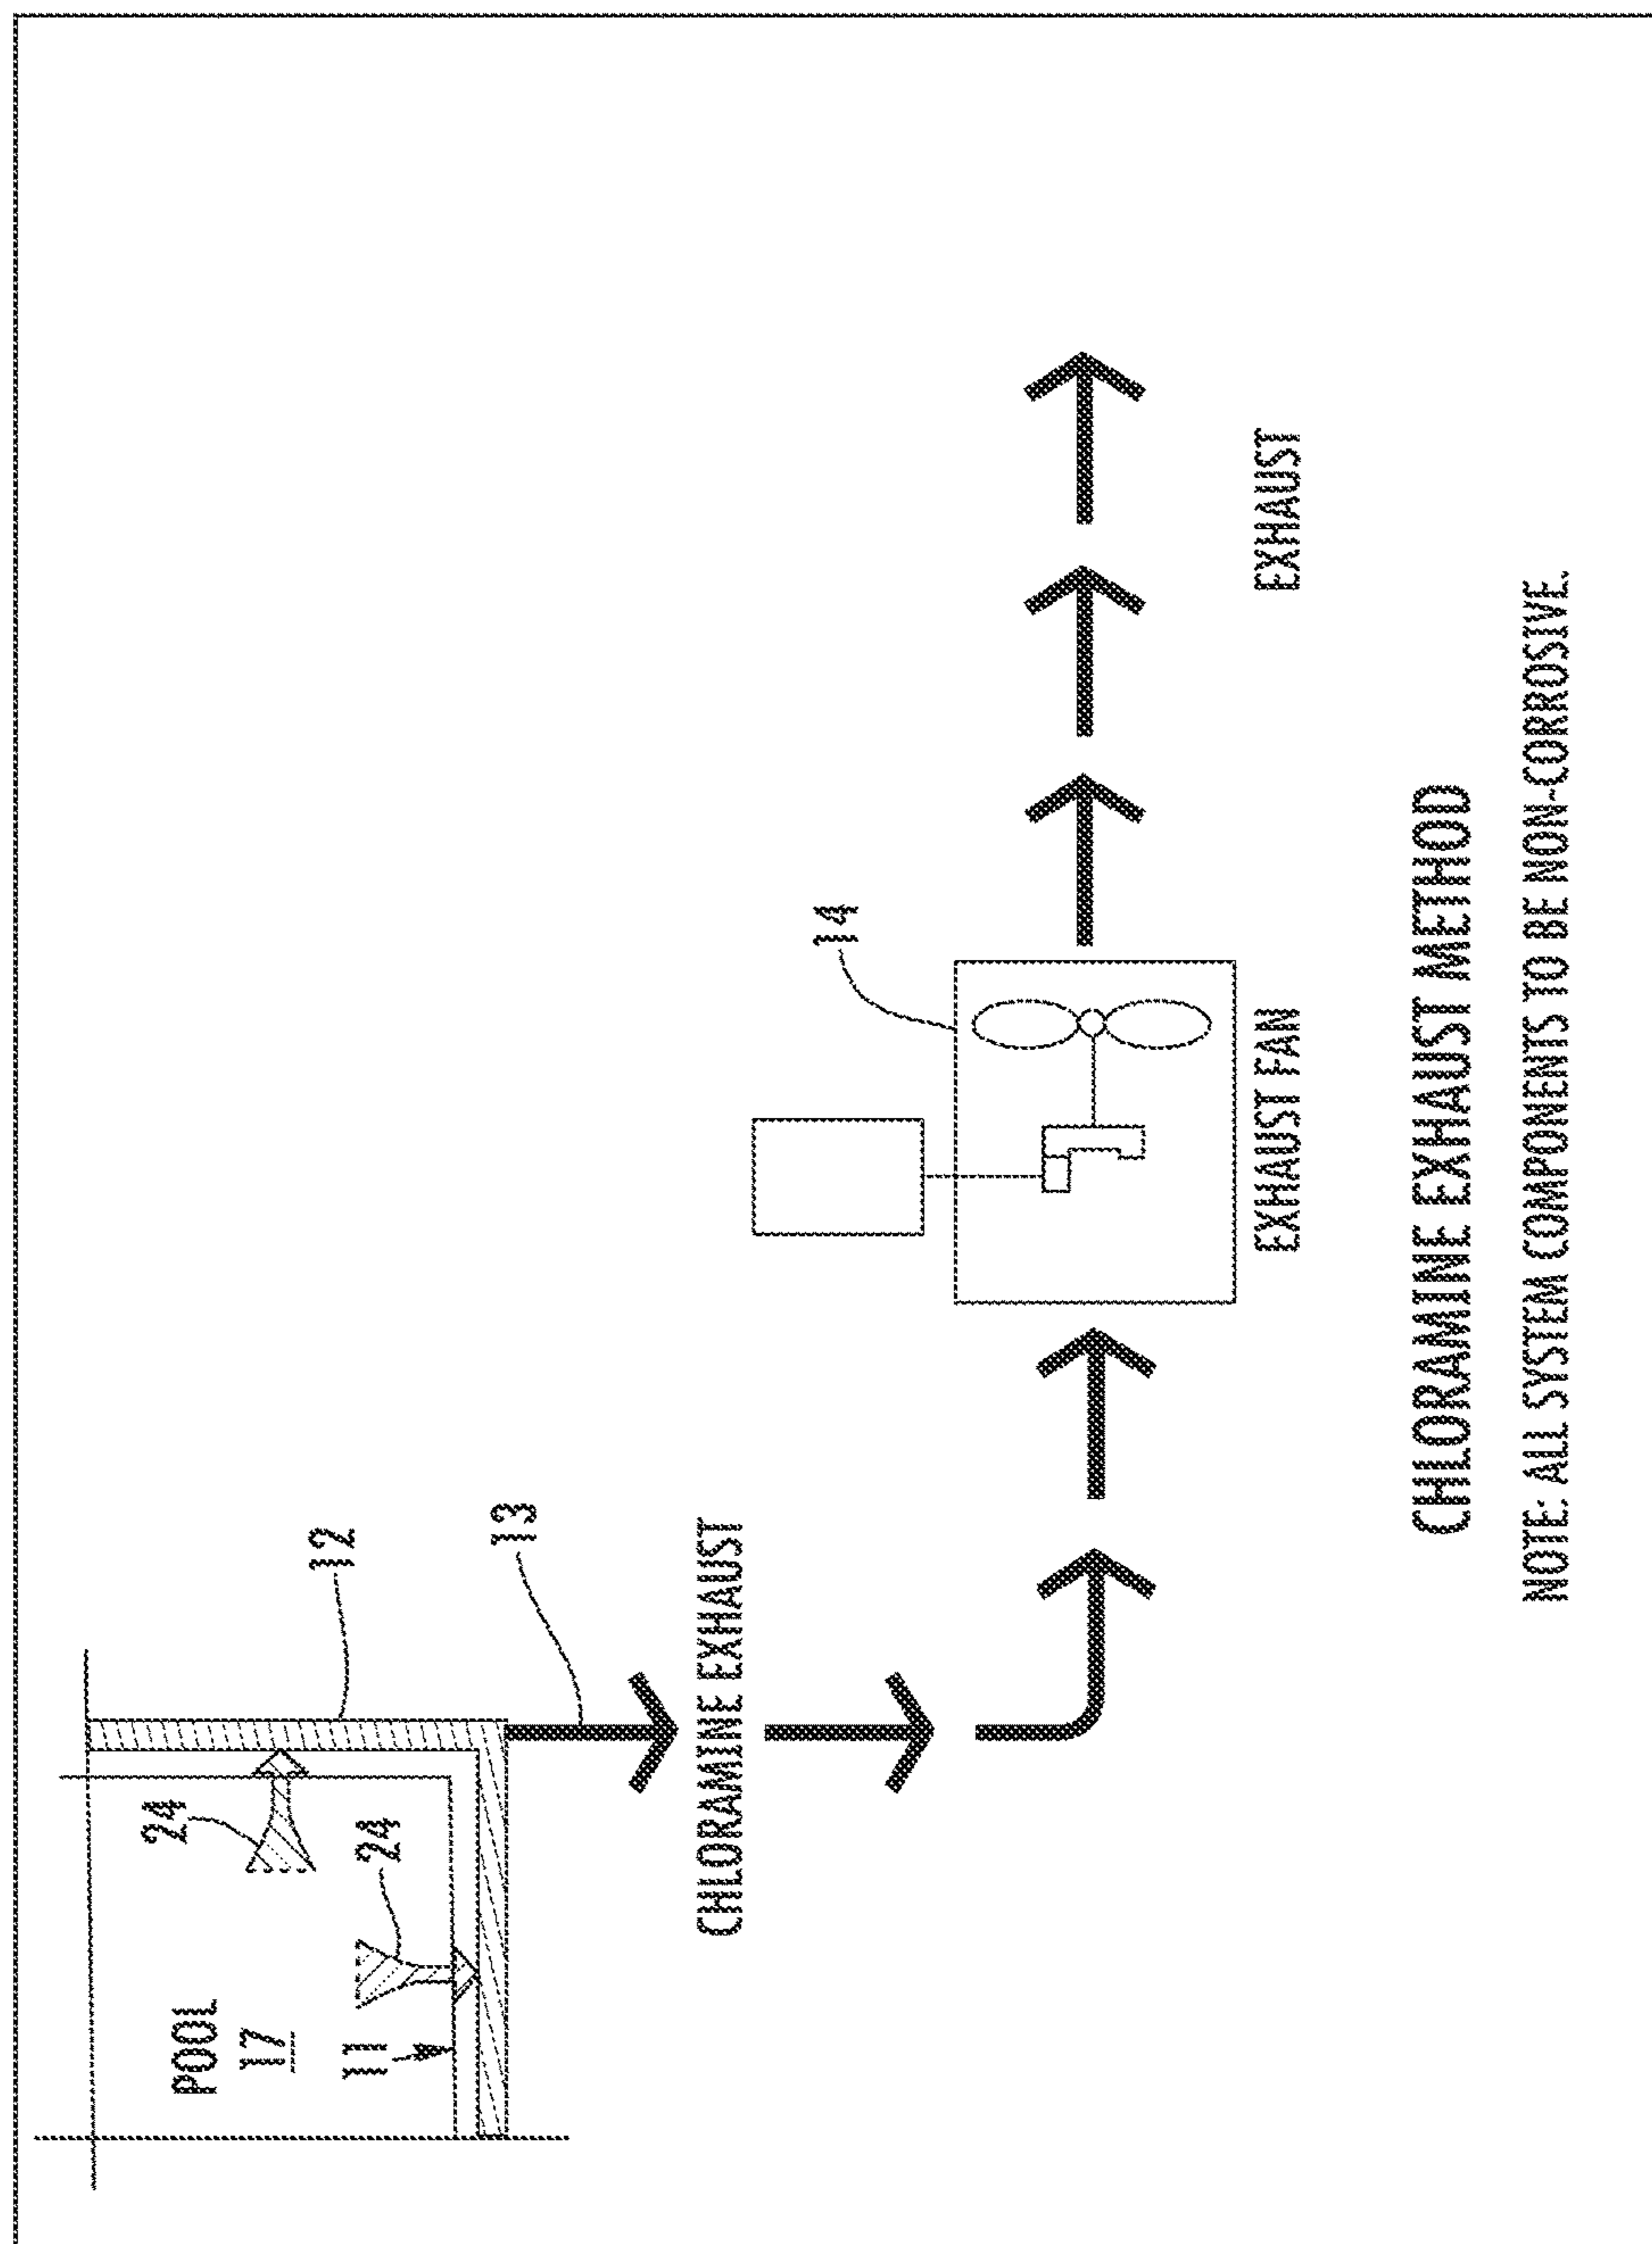 POOL
17
24
11
24
12
13
CHLORAMINE EXHAUST
14
EXHAUST FAN
EXHAUST
CHLORAMINE EXHAUST METHOD
NOTE: ALL SYSTEM COMPONENTS TO BE NON-CORROSIVE.